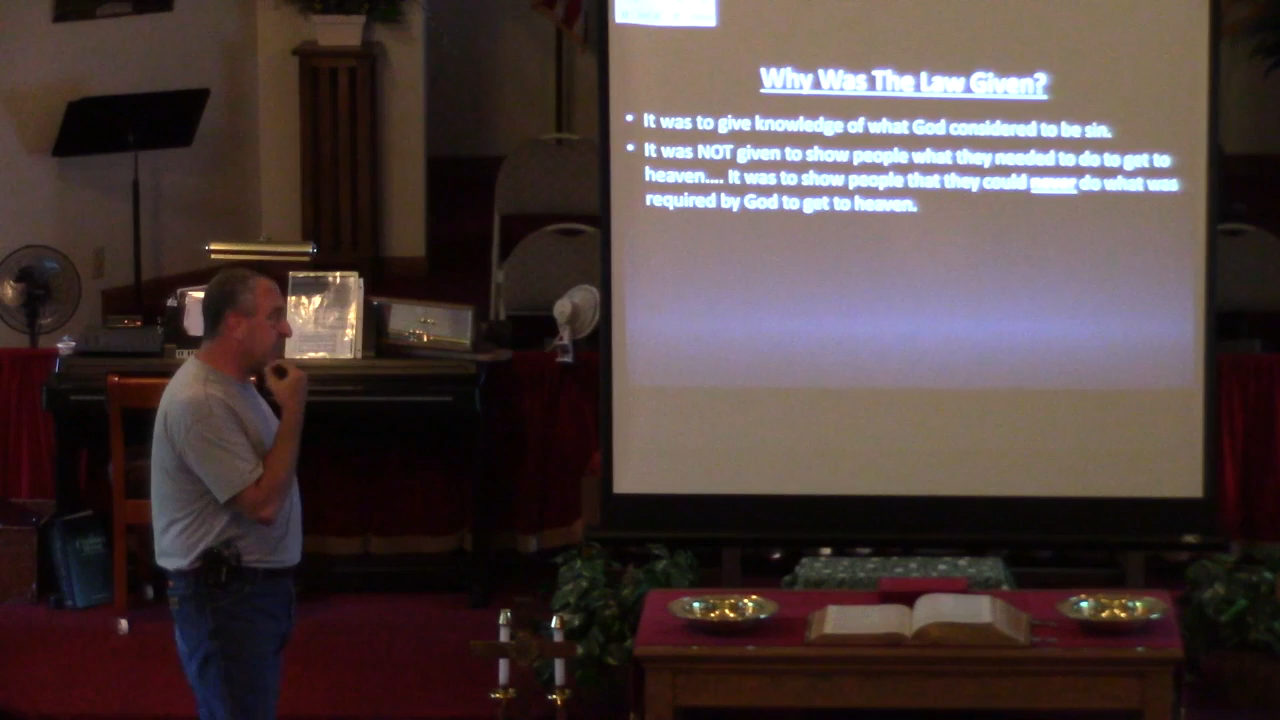 Why Was The Law Given?
• It was to give knowledge of what God considered to be sin.
• It was NOT given to show people what they needed to do to get to
heaven.... It was to show people that they could never do what was
required by God to get to heaven.